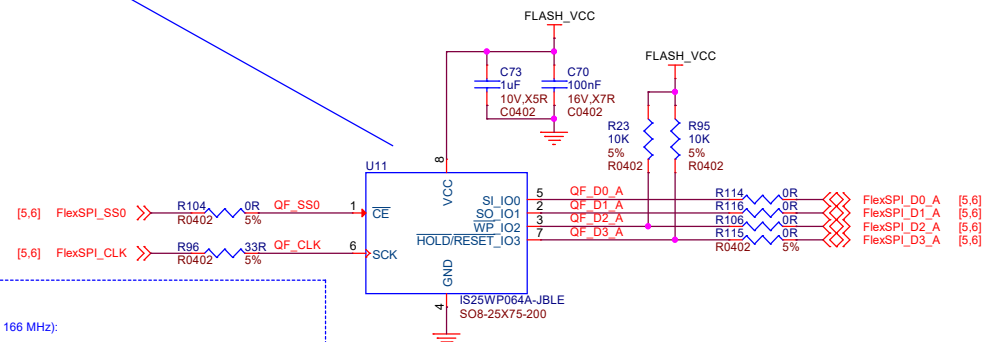 FLASH_VCC
FLASH_VCC
C73
1uF
10V,X5R
C0402
C70
100nF
16V,X7R
C0402
R23
10K
5%
R0402
R95
10K
5%
R0402
U11
8
VCC
[5,6] FlexSPI_SS0
R104 0R QF_SS0
R0402 5%
1
CE
[5,6] FlexSPI_CLK
R96 33R QF_CLK
R0402 5%
6
SCK
SI_IO0 5 QF_D0_A R114 0R FlexSPI_D0_A [5,6]
SO_IO1 2 QF_D1_A R116 0R FlexSPI_D1_A [5,6]
WP_IO2 3 QF_D2_A R106 0R FlexSPI_D2_A [5,6]
HOLD/RESET_IO3 7 QF_D3_A R115 0R FlexSPI_D3_A [5,6]
R0402 5%
GND
4
IS25WP064A-JBLE
SO8-25X75-200
166 MHz):